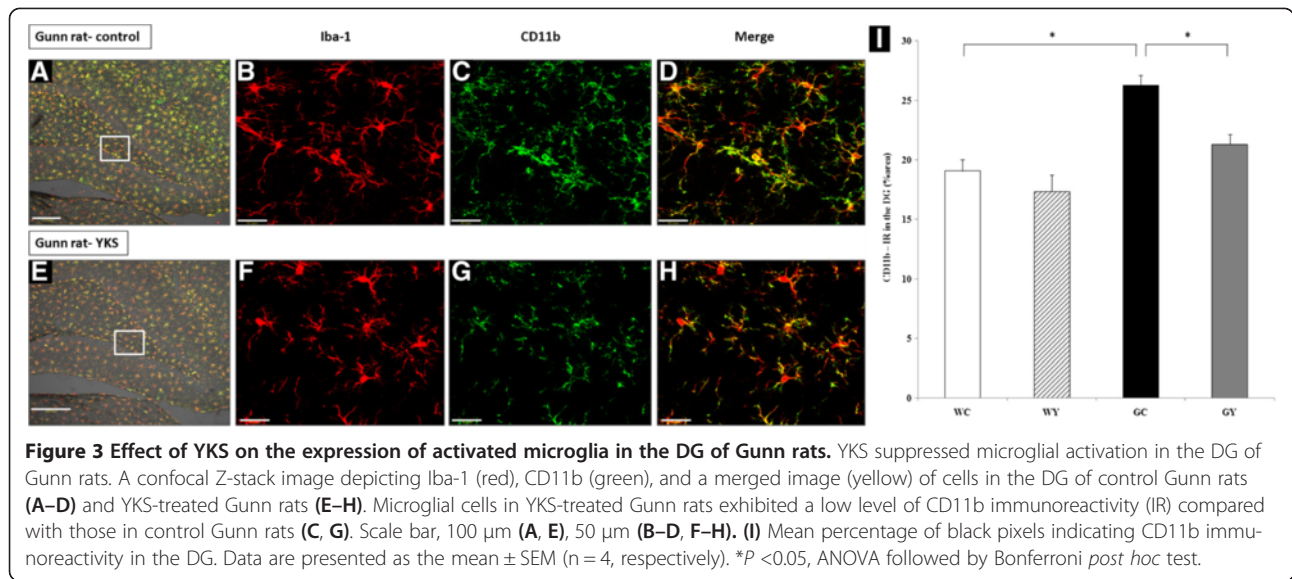 Gunn rat- control
Iba-1
CD11b
Merge
A
B
C
D
Gunn rat- YKS
E
F
G
H
I
*
*
CD11b – IR in the DG (%area)
30
25
20
15
10
5
0
WC
WY
GC
GY
Figure 3 Effect of YKS on the expression of activated microglia in the DG of Gunn rats. YKS suppressed microglial activation in the DG of
Gunn rats. A confocal Z-stack image depicting Iba-1 (red), CD11b (green), and a merged image (yellow) of cells in the DG of control Gunn rats
(A–D) and YKS-treated Gunn rats (E–H). Microglial cells in YKS-treated Gunn rats exhibited a low level of CD11b immunoreactivity (IR) compared
with those in control Gunn rats (C, G). Scale bar, 100 μm (A, E), 50 μm (B–D, F–H). (I) Mean percentage of black pixels indicating CD11b immu-
noreactivity in the DG. Data are presented as the mean ± SEM (n = 4, respectively). *P <0.05, ANOVA followed by Bonferroni post hoc test.